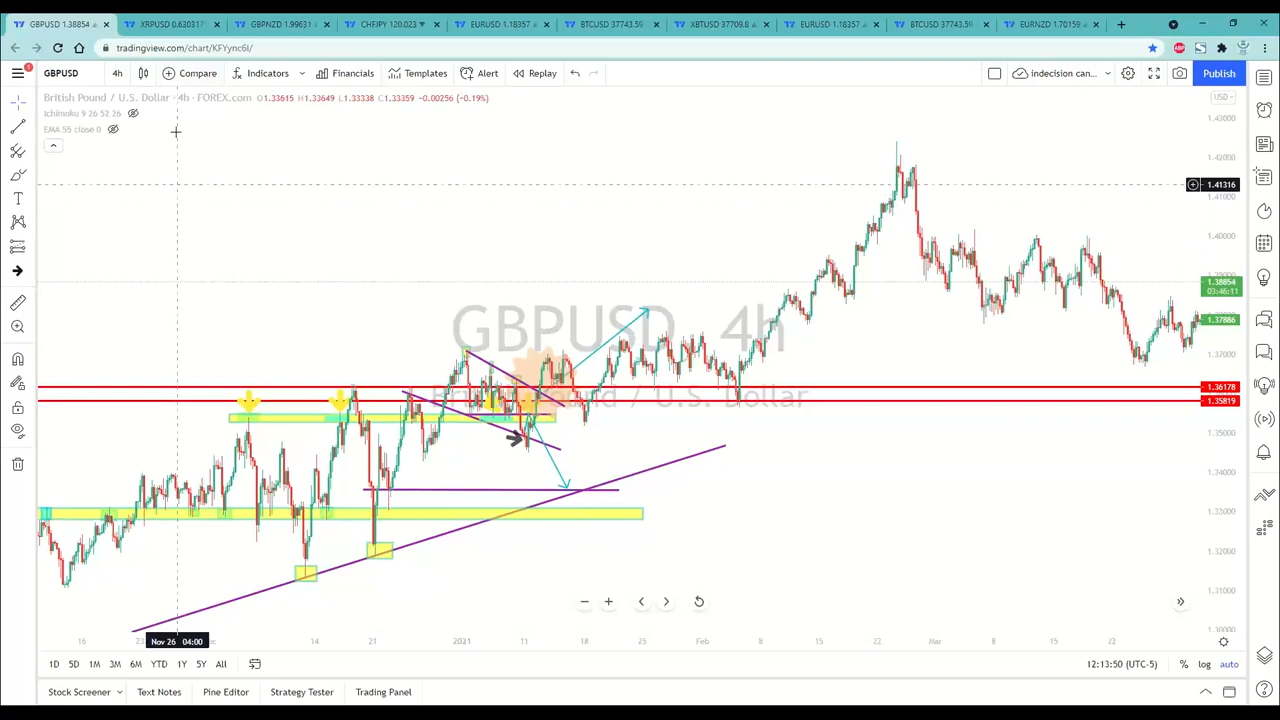 GBPUSD 1.38854
XRPUSD 0.63031
GBPNZD 1.99631
CHFJPY 120.023
EURUSD 1.18357
BTCUSD 37743.59
XBTUSD 37709.8
EURUSD 1.18357
BTCUSD 37743.59
EURNZD 1.70159
tradingview.com/chart/KFYync6l/
ABP
GBPUSD 4h Compare Indicators Financials Templates Alert Replay indecision can... Publish
1
British Pound / U.S. Dollar · 4h · FOREX.com O1.33615 H1.33649 L1.33338 C1.33359 −0.00256 (−0.19%)
USD
Ichimoku 9 26 52 26
EMA 55 close 0
1.43000
1.42000
1.41316
1.41000
1.40000
1.38854
03:46:11
1.37886
1.37000
1.36178
1.35819
1.35000
1.34000
1.33000
1.32000
1.31000
1.30000
GBPUSD, 4h
British Pound / U.S. Dollar
16 Nov 26 04:00 14 21 2021 11 18 25 Feb 8 15 22 Mar 8 15 22
1D 5D 1M 3M 6M YTD 1Y 5Y All 12:13:50 (UTC-5) % log auto
Stock Screener Text Notes Pine Editor Strategy Tester Trading Panel